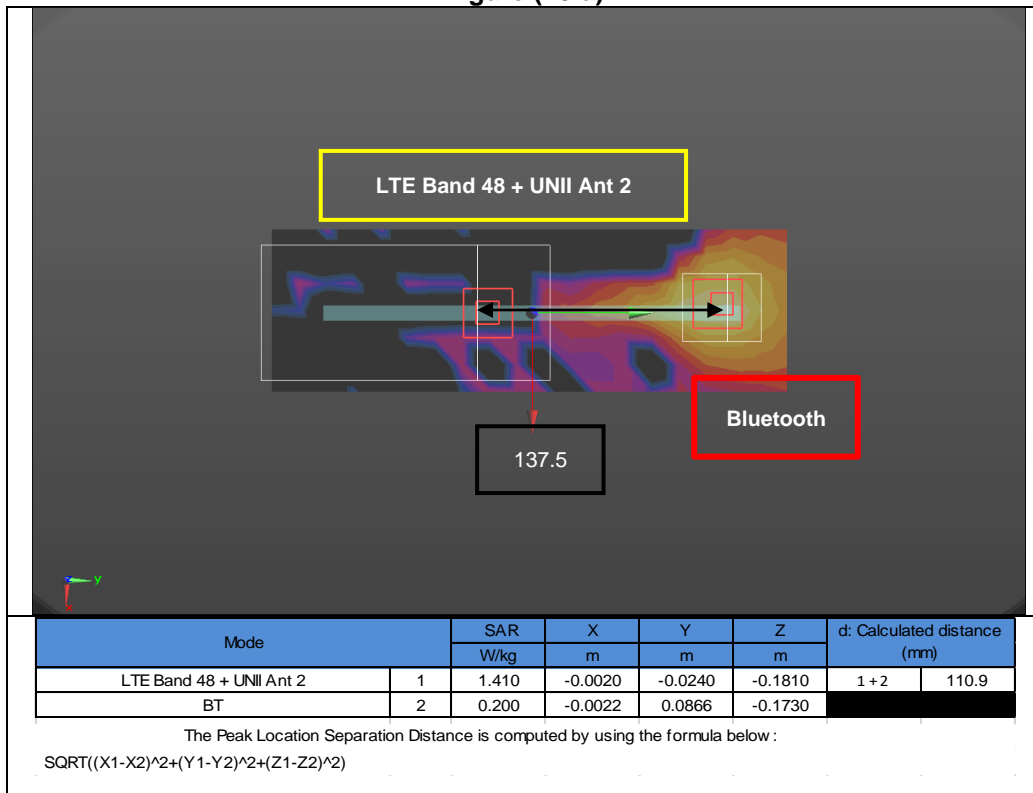 LTE Band 48 + UNII Ant 2
Bluetooth
137.5
y
Mode SAR X Y Z d: Calculated distance (mm)
W/kg m m m
LTE Band 48 + UNII Ant 2 1 1.410 -0.0020 -0.0240 -0.1810 1 + 2 110.9
BT 2 0.200 -0.0022 0.0866 -0.1730
The Peak Location Separation Distance is computed by using the formula below :
SQRT((X1-X2)^2+(Y1-Y2)^2+(Z1-Z2)^2)